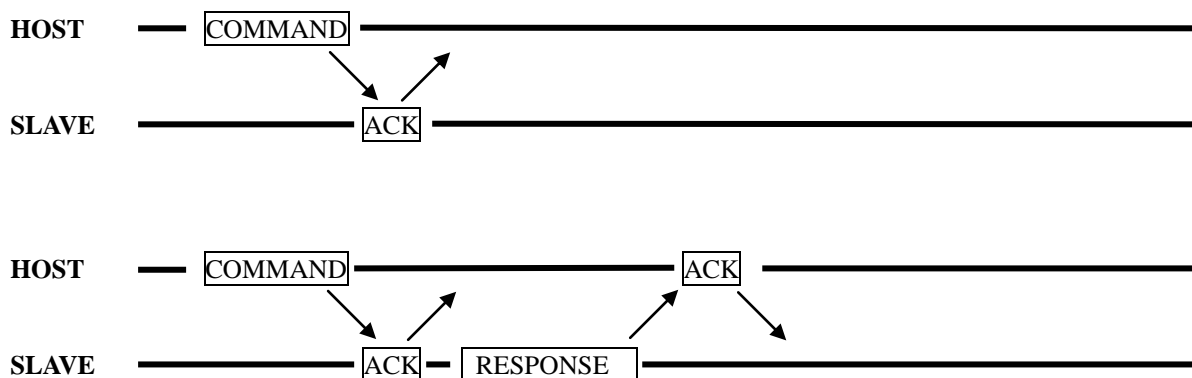 HOST COMMAND
SLAVE ACK
HOST COMMAND ACK
SLAVE ACK RESPONSE